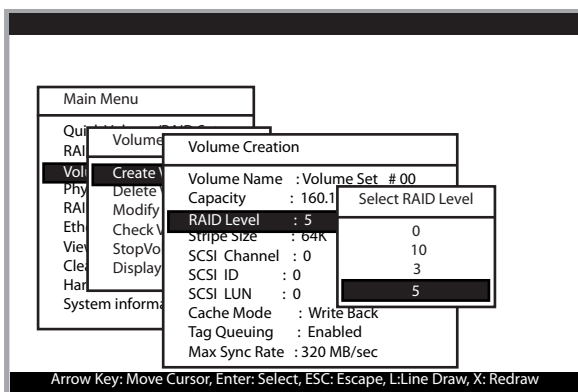 Main Menu
RAI
Phy
RAI
Eth
Vie
Cle
Har
System informa
Volume
Create V
Delete
Modify
Check V
StopVo
Display
Volume Creation
Volume Name : Volume Set # 00
Capacity : 160.1
RAID Level : 5
Stripe Size : 64K
SCSI Channel : 0
SCSI ID : 0
SCSI LUN : 0
Cache Mode : Write Back
Tag Queuing : Enabled
Max Sync Rate : 320 MB/sec
Select RAID Level
0
10
3
5
Arrow Key: Move Cursor, Enter: Select, ESC: Escape, L:Line Draw, X: Redraw